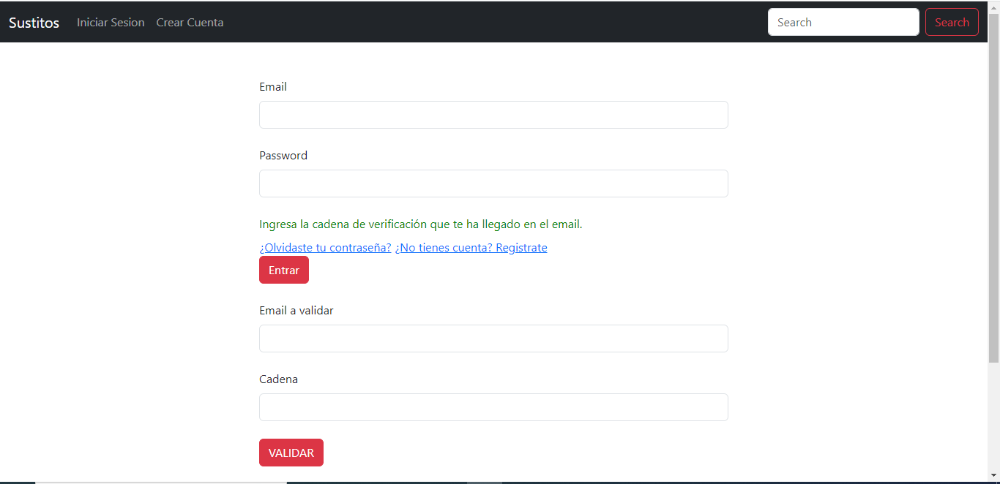 Sustitos Iniciar Sesion Crear Cuenta Search Search
Email
Password
Ingresa la cadena de verificación que te ha llegado en el email.
¿Olvidaste tu contraseña? ¿No tienes cuenta? Registrate
Entrar
Email a validar
Cadena
VALIDAR